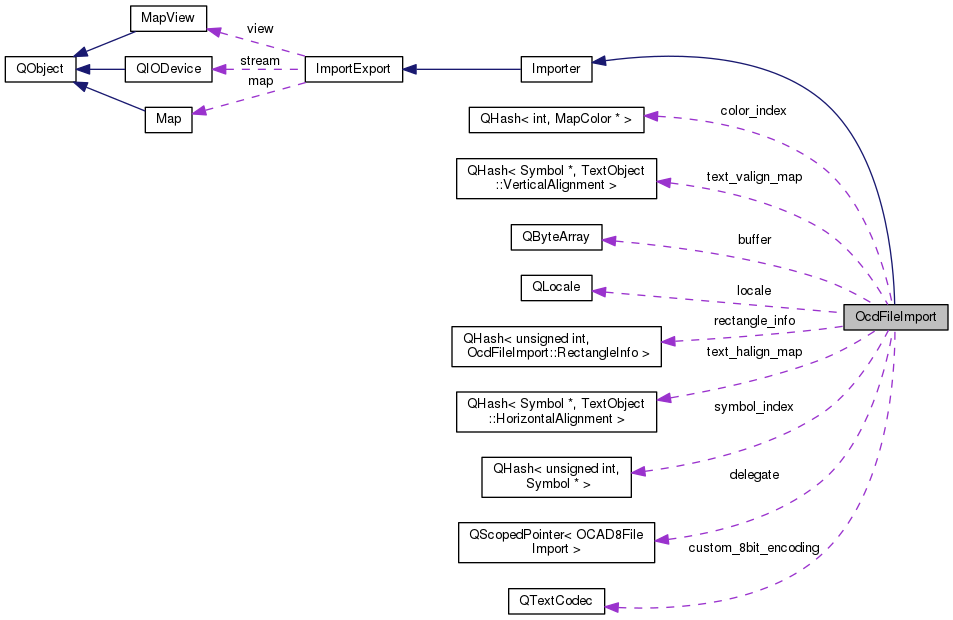 MapView
view
QObject
QIODevice
stream
ImportExport
Importer
map
Map
QHash< int, MapColor * >
color_index
QHash< Symbol *, TextObject
::VerticalAlignment >
text_valign_map
QByteArray
buffer
QLocale
locale
OcdFileImport
rectangle_info
QHash< unsigned int,
OcdFileImport::RectangleInfo >
text_halign_map
QHash< Symbol *, TextObject
::HorizontalAlignment >
symbol_index
QHash< unsigned int,
Symbol * >
delegate
QScopedPointer< OCAD8File
Import >
custom_8bit_encoding
QTextCodec